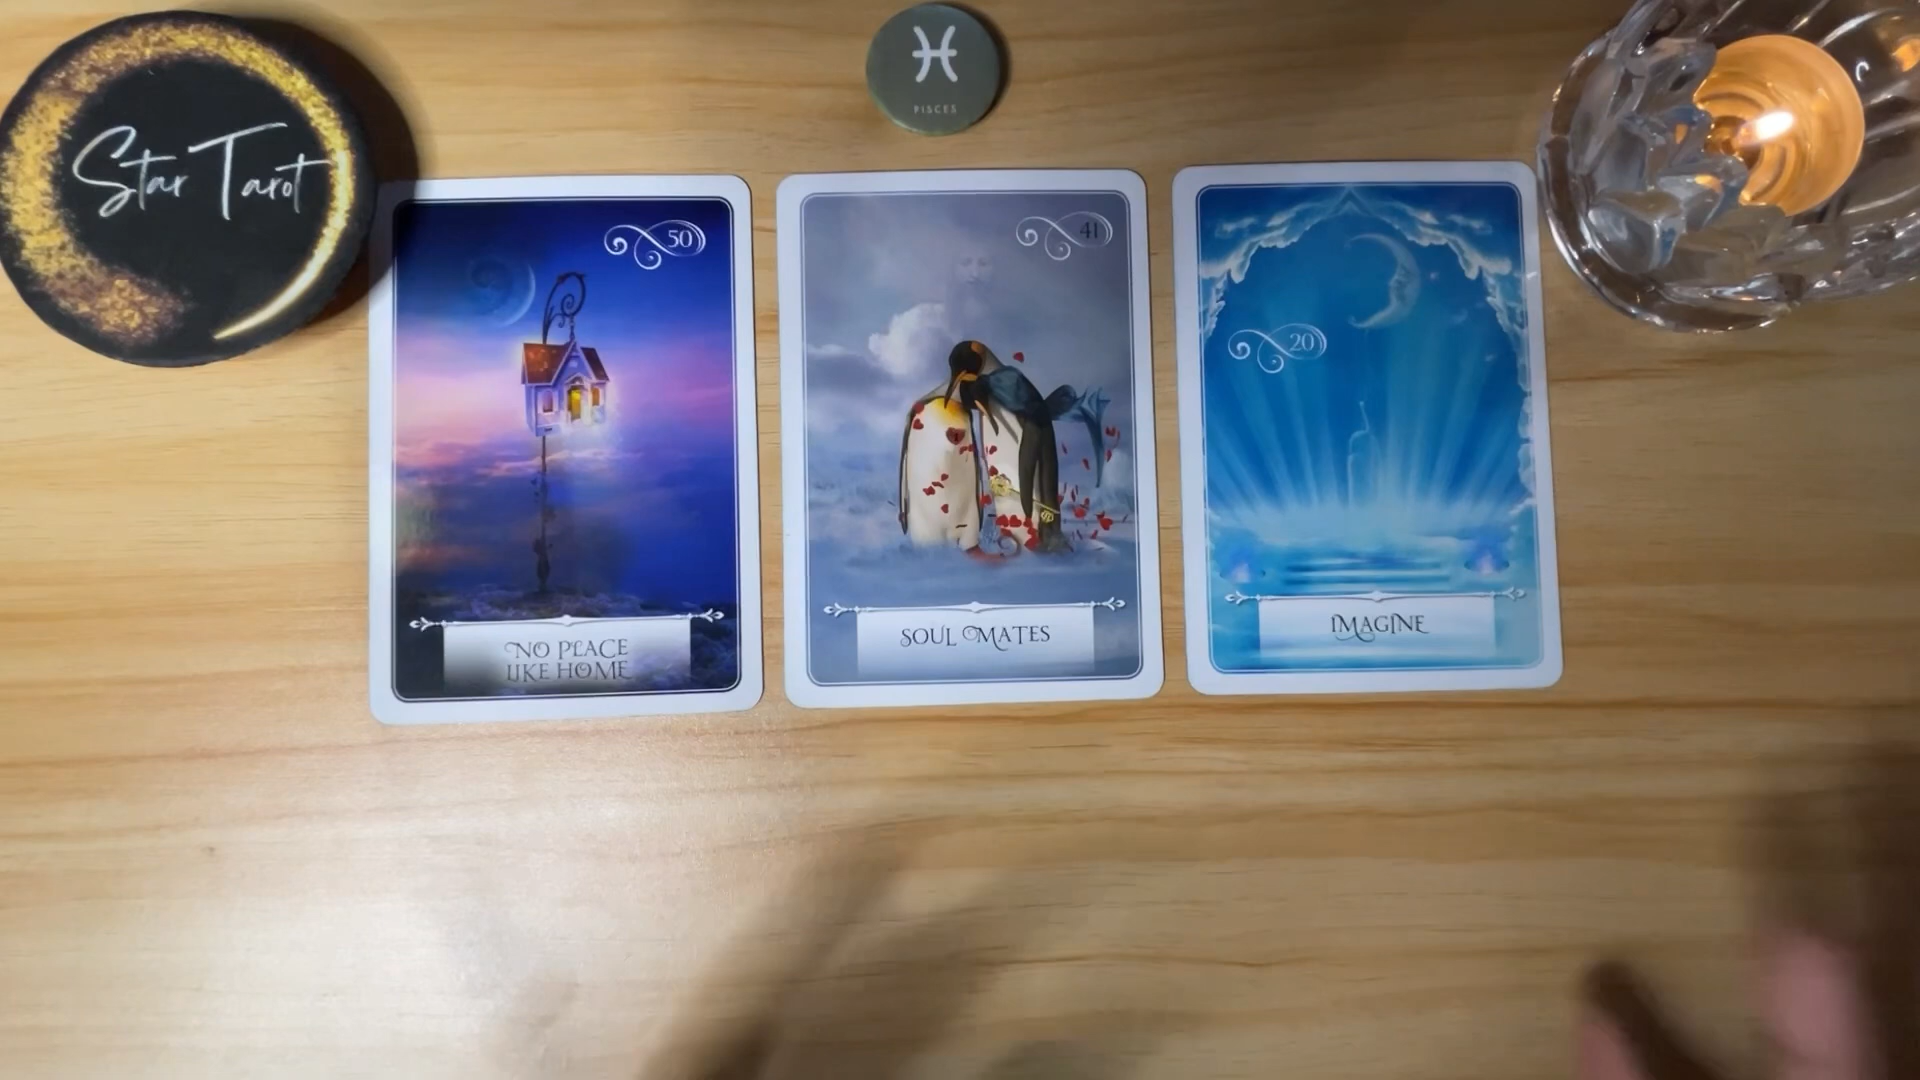 Star Tarot
PISCES
50
NO PLACE
LIKE HOME
41
SOUL MATES
20
IMAGINE